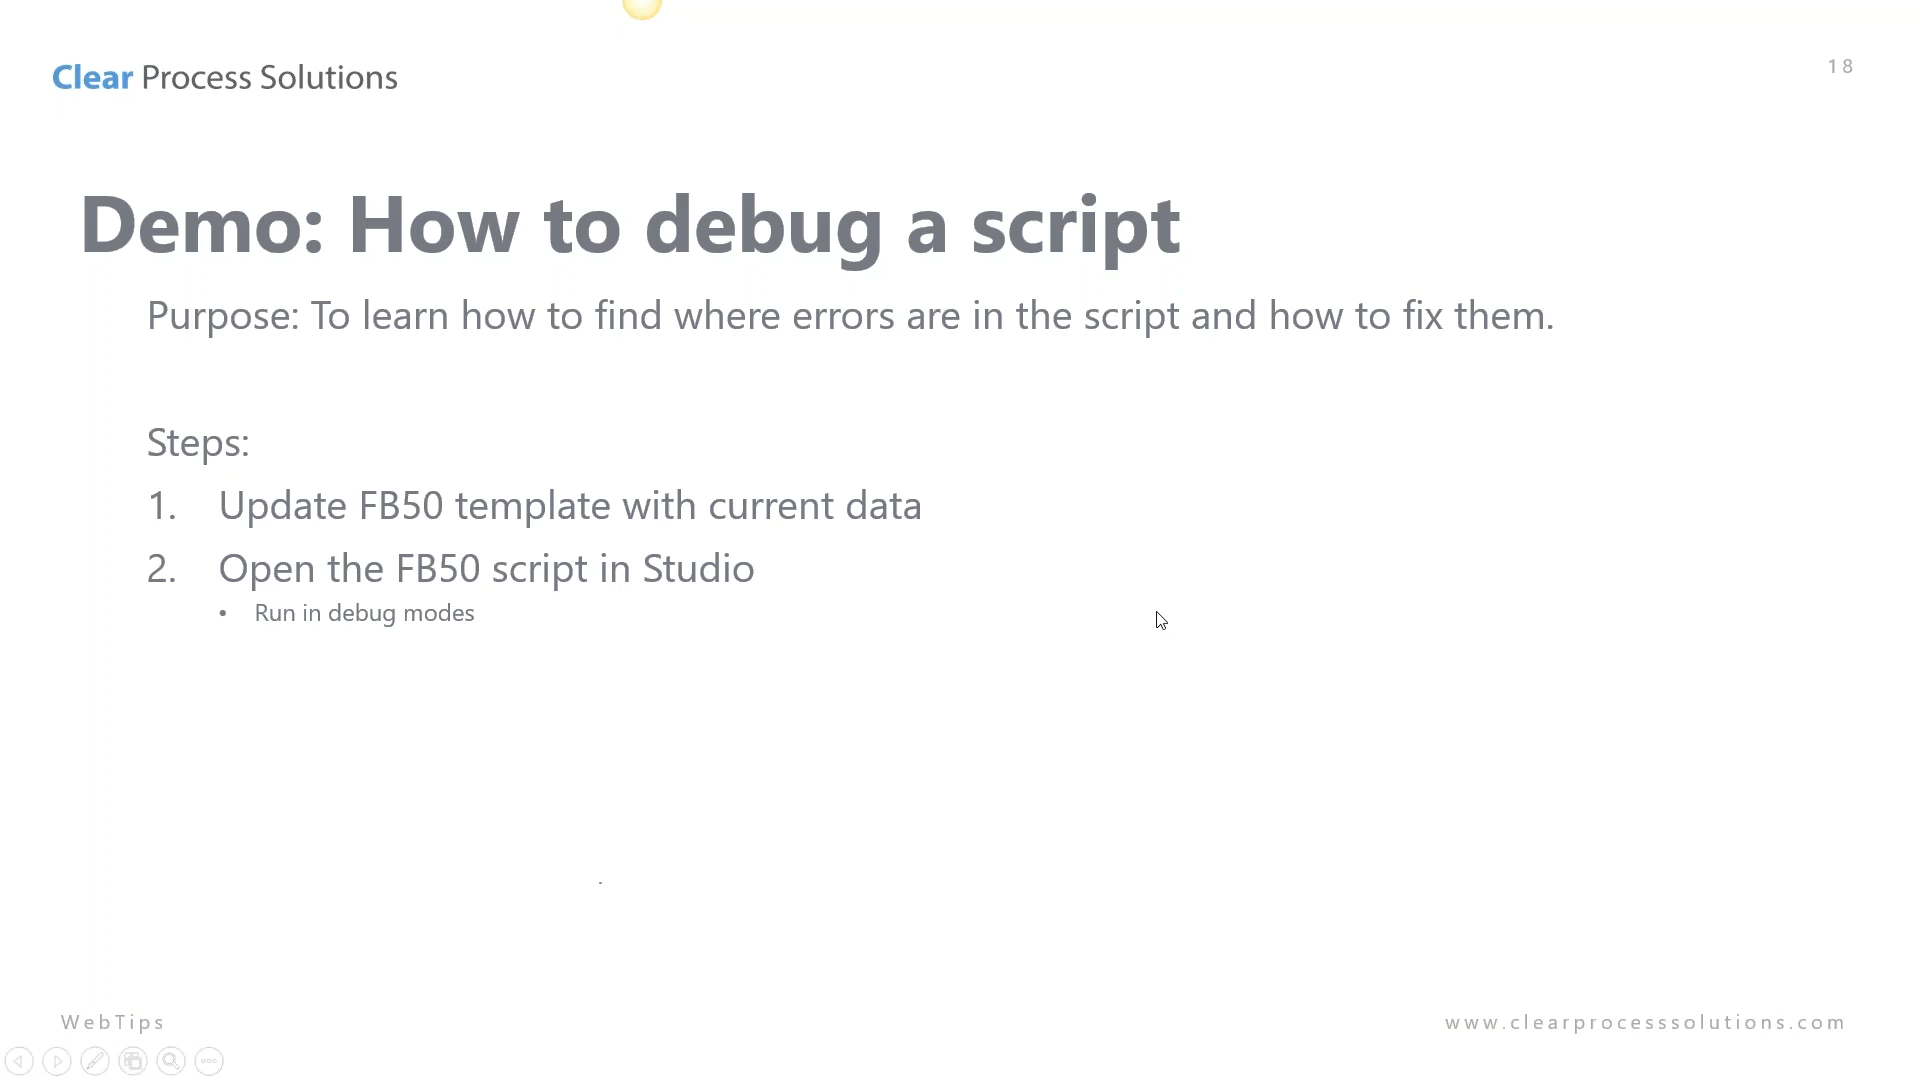 Clear Process Solutions
18
Demo: How to debug a script
Purpose: To learn how to find where errors are in the script and how to fix them.
Steps:
1. Update FB50 template with current data
2. Open the FB50 script in Studio
• Run in debug modes
WebTips
www.clearprocesssolutions.com